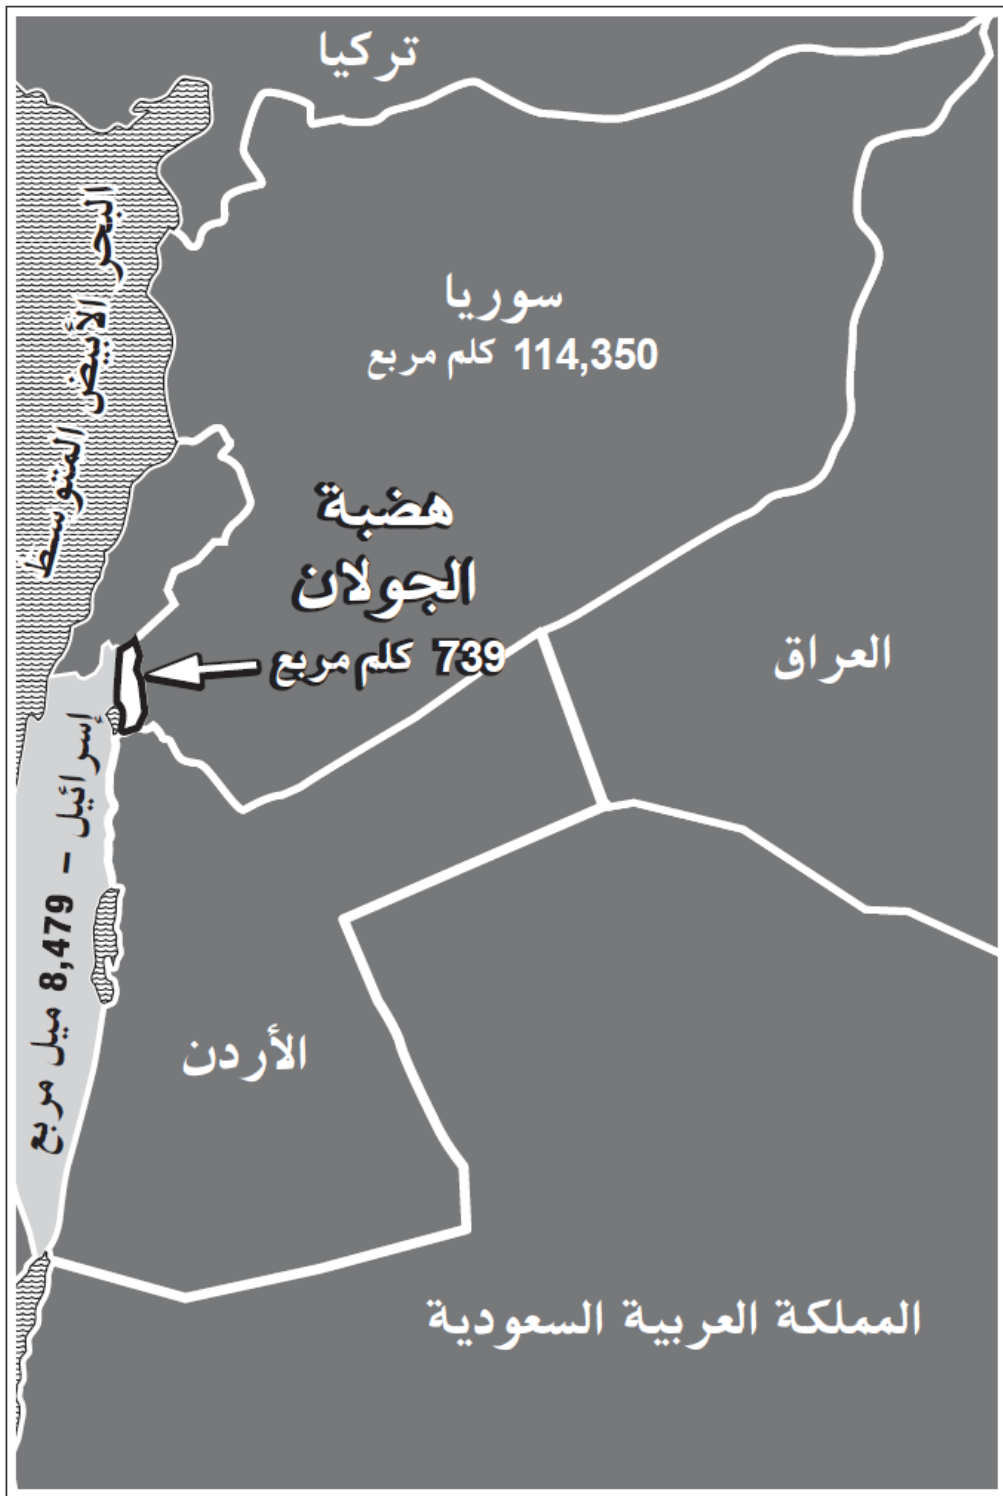 تركيا
البحر الأبيض المتوسط
سوريا
114,350 كلم مربع
هضبة
الجولان
739 كلم مربع
العراق
إسرائيل – 8,479 ميل مربع
الأردن
المملكة العربية السعودية